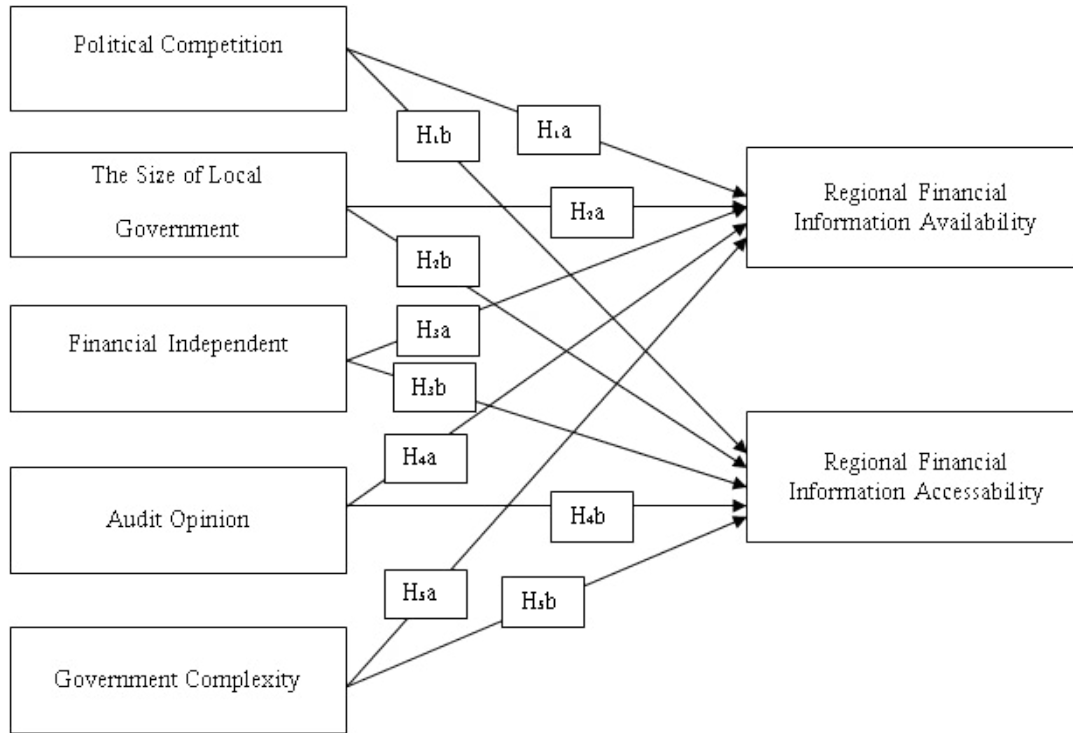 Political Competition
H₁b
H₁a
The Size of Local
Government
H₂a
H₂b
Regional Financial
Information Availability
Financial Independent
H₃a
H₃b
Audit Opinion
H₄a
H₄b
Regional Financial
Information Accessability
H₅a
H₅b
Government Complexity